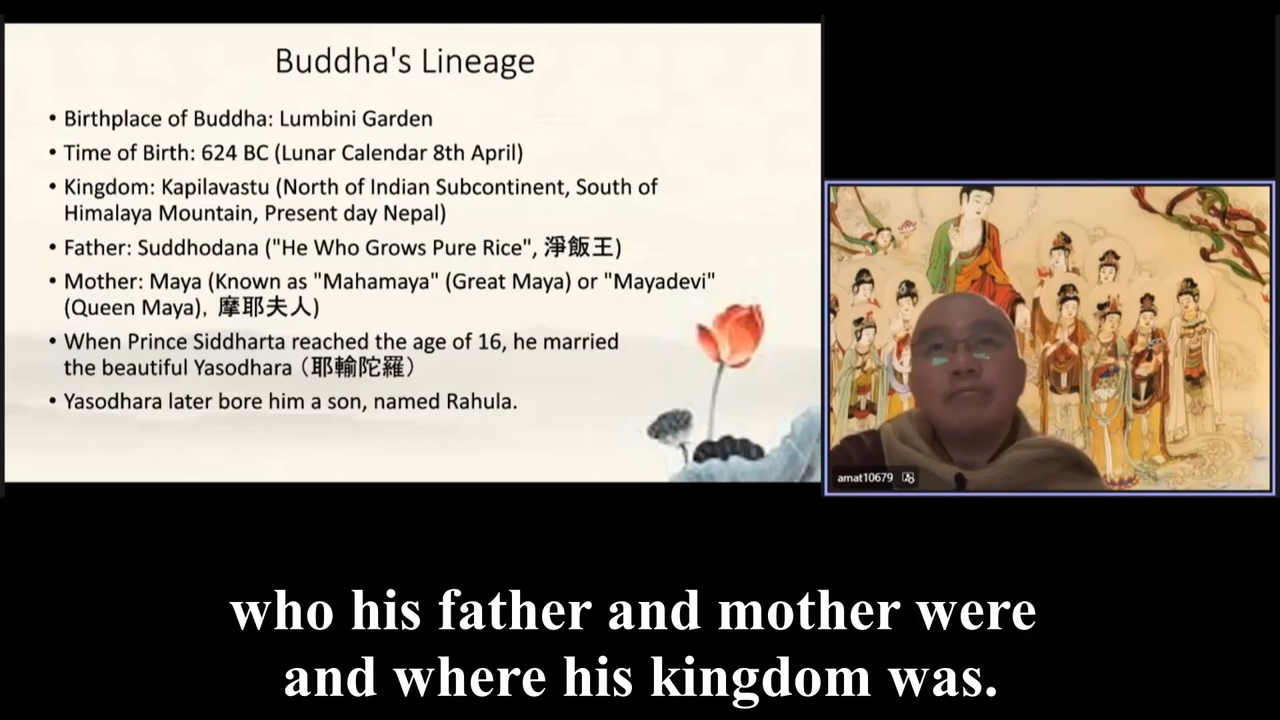 Buddha's Lineage
• Birthplace of Buddha: Lumbini Garden
• Time of Birth: 624 BC (Lunar Calendar 8th April)
• Kingdom: Kapilavastu (North of Indian Subcontinent, South of
Himalaya Mountain, Present day Nepal)
• Father: Suddhodana ("He Who Grows Pure Rice", 淨飯王)
• Mother: Maya (Known as "Mahamaya" (Great Maya) or "Mayadevi"
(Queen Maya), 摩耶夫人)
• When Prince Siddharta reached the age of 16, he married
the beautiful Yasodhara（耶輸陀羅）
• Yasodhara later bore him a son, named Rahula.
amat10679
who his father and mother were
and where his kingdom was.